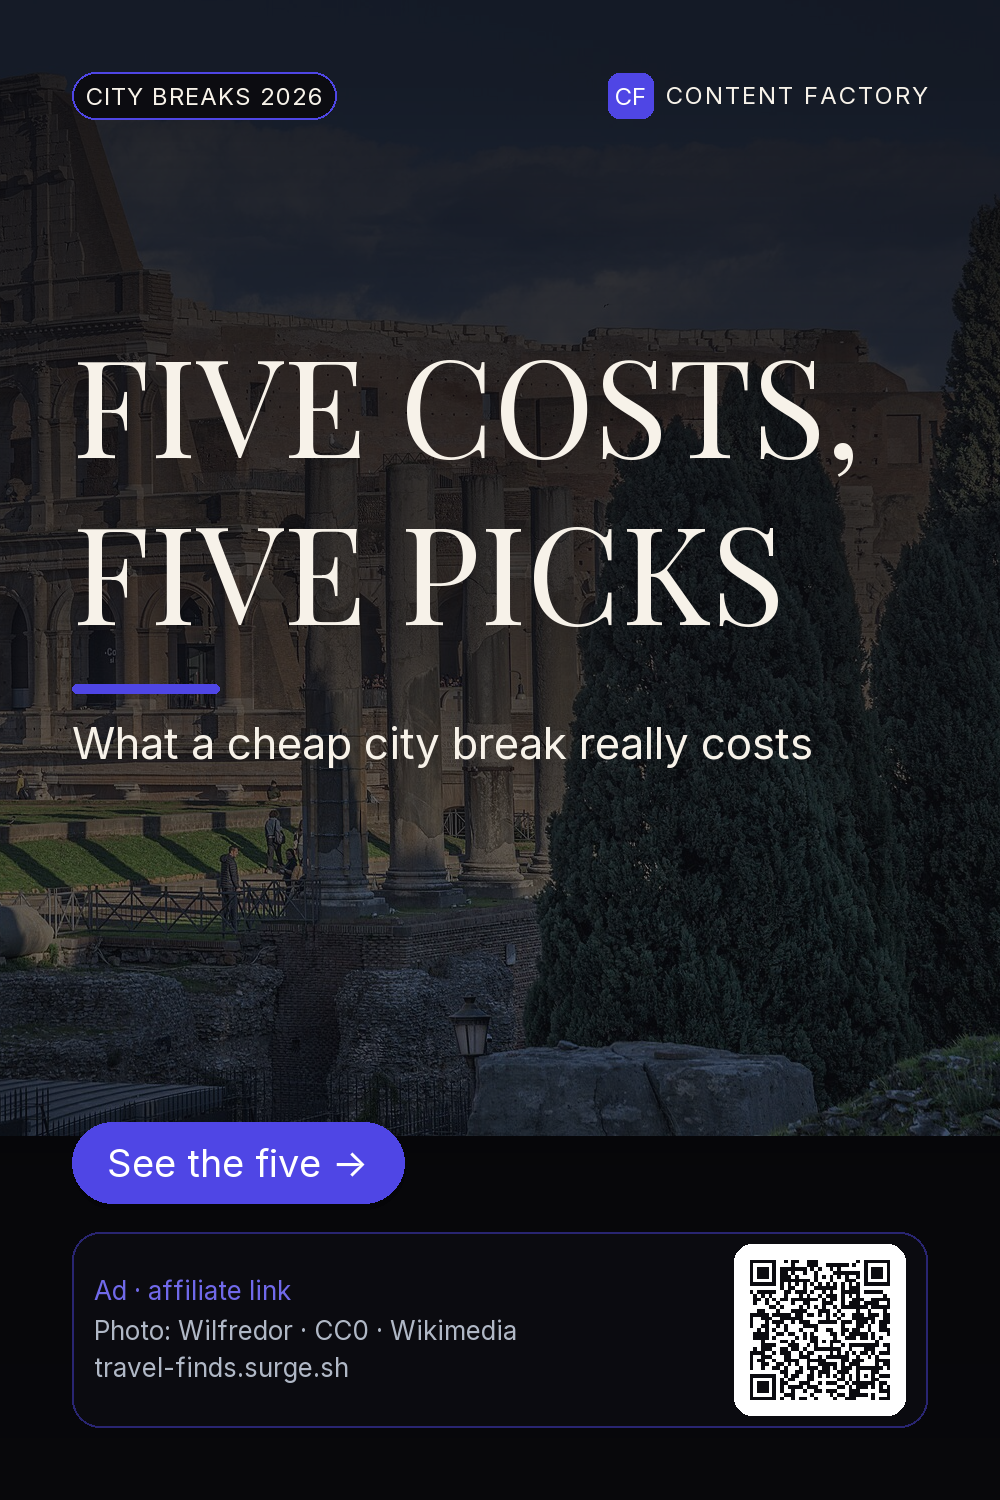 CITY BREAKS 2026
CF CONTENT FACTORY
FIVE COSTS,
FIVE PICKS
What a cheap city break really costs
See the five →
Ad · affiliate link
Photo: Wilfredor · CC0 · Wikimedia
travel-finds.surge.sh